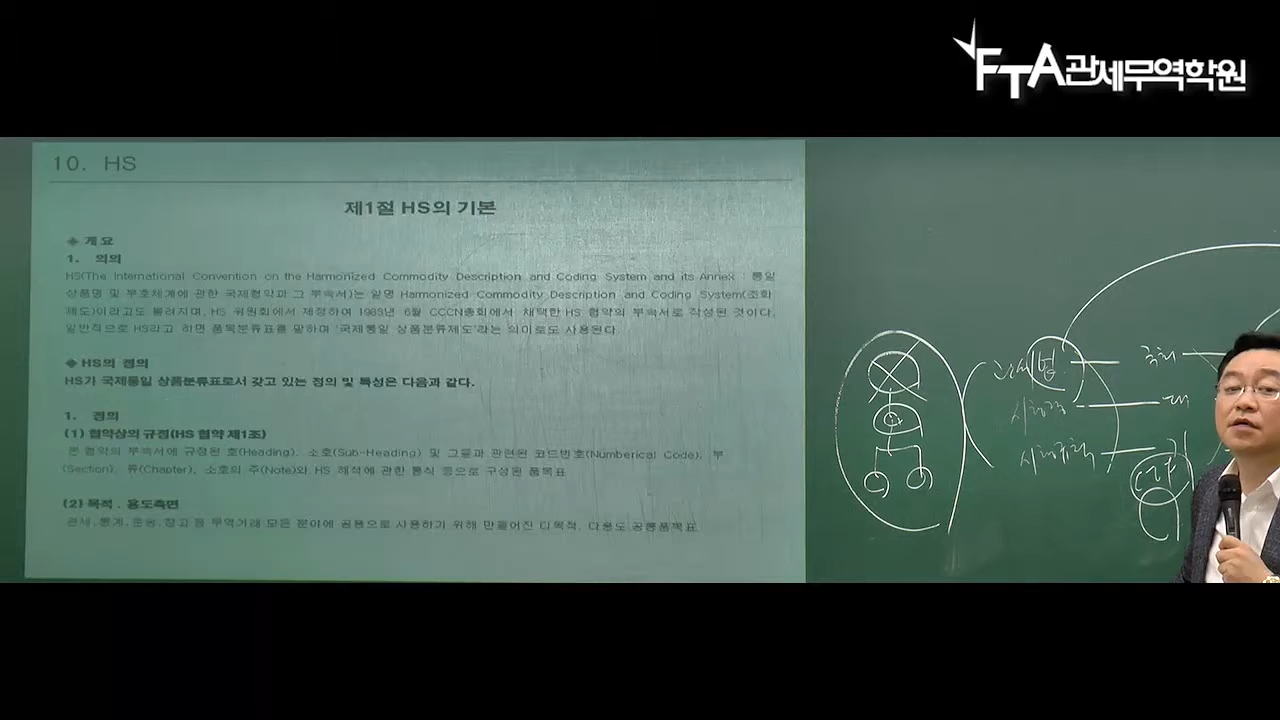 FTA관세무역학원
10. HS
제1절 HS의 기본
◈ 개요
1. 의의
HS(The International Convention on the Harmonized Commodity Description and Coding System and its Annex : 통일
상품명 및 부호체계에 관한 국제협약과 그 부속서)는 일명 Harmonized Commodity Description and Coding System(조화
제도)이라고도 불려지며, HS 위원회에서 제정하여 1983년 6월 CCCN총회에서 채택한 HS 협약의 부속서로 작성된 것이다.
일반적으로 HS라고 하면 품목분류표를 말하며 '국제통일 상품분류제도'라는 의미로도 사용된다.
◈ HS의 정의
HS가 국제통일 상품분류표로서 갖고 있는 정의 및 특성은 다음과 같다.
1. 정의
(1) 협약상의 규정(HS 협약 제1조)
본 협약의 부속서에 규정된 호(Heading), 소호(Sub-Heading) 및 그들과 관련된 코드번호(Numberical Code), 부
(Section), 류(Chapter), 소호의 주(Note)와 HS 해석에 관한 통칙 등으로 구성된 품목표
(2) 목적 . 용도측면
관세, 통계, 운송, 보험 등 무역거래 모든 분야에 공용으로 사용하기 위해 만들어진 다목적, 다용도 공통품목표